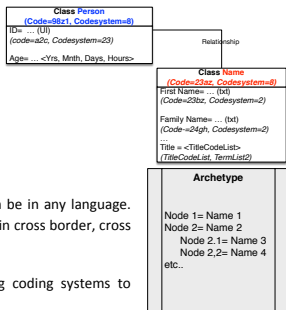 Class Person
(Code=98z1, Codesystem=8)
ID= … (UI)
(code=a2c, Codesystem=23)
Age= … <Yrs, Mnth, Days, Hours>
Relationship
Class Name
(Code=23az, Codesystem=8)
First Name= … (txt)
(Code=23bz, Codesystem=2)
Family Name= … (txt)
(Code-=24gh, Codesystem=2)
…
Title = <TitleCodeList>
(TitleCodeList, TermList2)
be in any language.
in cross border, cross
coding systems to
Archetype
Node 1= Name 1
Node 2= Name 2
Node 2.1= Name 3
Node 2,2= Name 4
etc..